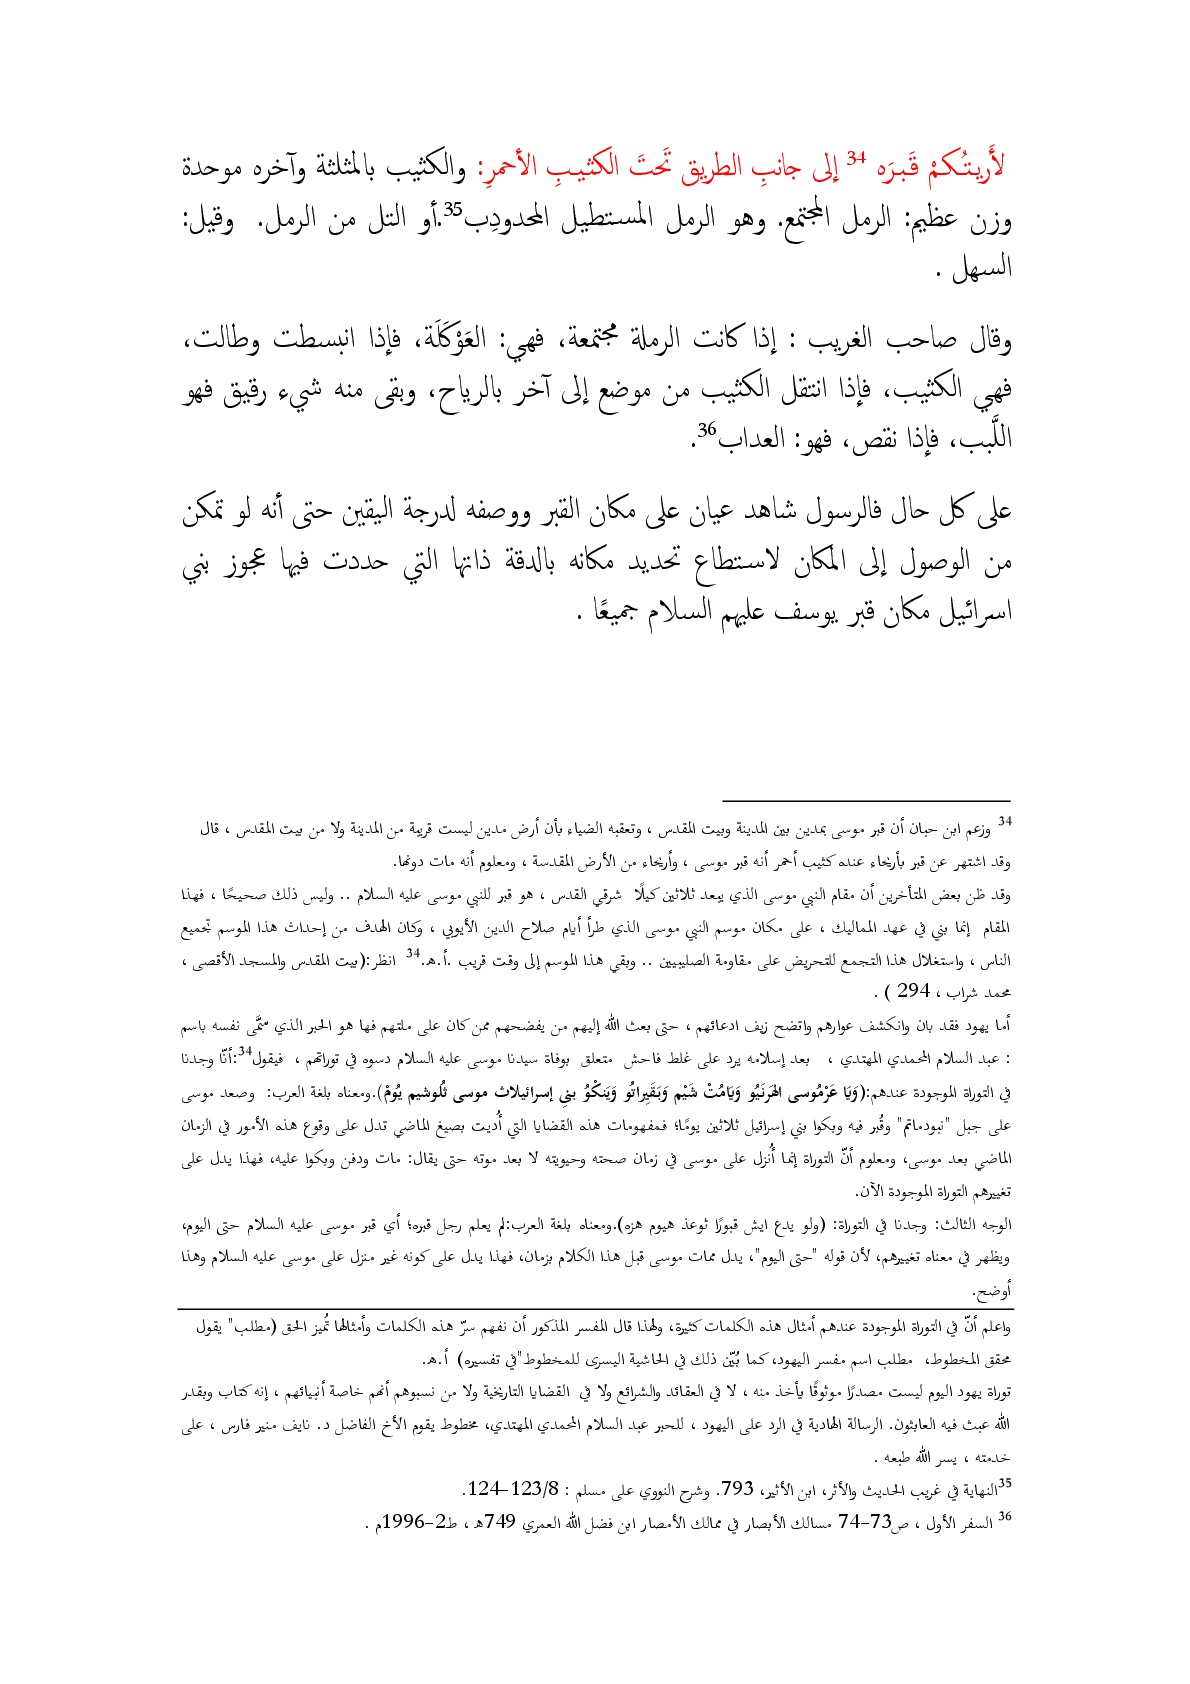 لأَريتُكمْ قَبرَه 34 إلى جانبِ الطريق تَحتَ الكثيبِ الأحمرِ: والكثيب بالمثلثة وآخره موحدة
وزن عظيم: الرمل المجتمع. وهو الرمل المستطيل المحدودِب35.أو التل من الرمل. وقيل:
السهل .
وقال صاحب الغريب : إذا كانت الرملة مجتمعة، فهي: العَوْكَلَة، فإذا انبسطت وطالت،
فهي الكثيب، فإذا انتقل الكثيب من موضع إلى آخر بالرياح، وبقى منه شيء رقيق فهو
اللَّبب، فإذا نقص، فهو: العداب36.
على كل حال فالرسول شاهد عيان على مكان القبر ووصفه لدرجة اليقين حتى أنه لو تمكن
من الوصول إلى المكان لاستطاع تحديد مكانه بالدقة ذاتها التي حددت فيها عجوز بني
اسرائيل مكان قبر يوسف عليهم السلام جميعًا .
34 وزعم ابن حبان أن قبر موسى بمدين بين المدينة وبيت المقدس ، وتعقبه الضياء بأن أرض مدين ليست قريبة من المدينة ولا من بيت المقدس ، قال
وقد اشتهر عن قبر بأريحاء عنده كثيب أحمر أنه قبر موسى ، وأريحاء من الأرض المقدسة ، ومعلوم أنه مات دونها.
وقد ظن بعض المتأخرين أن مقام النبي موسى الذي يبعد ثلاثين كيلًا شرقي القدس ، هو قبر للنبي موسى عليه السلام .. وليس ذلك صحيحًا ، فهذا
المقام إنما بني في عهد المماليك ، على مكان موسم النبي موسى الذي طرأ أيام صلاح الدين الأيوبي ، وكان الهدف من إحداث هذا الموسم تجميع
الناس ، واستغلال هذا التجمع للتحريض على مقاومة الصليبيين .. وبقي هذا الموسم إلى وقت قريب .أ.هـ.34 انظر:(بيت المقدس والمسجد الأقصى ،
محمد شراب ، 294 ) .
أما يهود فقد بان وانكشف عوارهم واتضح زيف ادعائهم ، حتى بعث الله إليهم من يفضحهم ممن كان على ملتهم فها هو الحبر الذي سمَّى نفسه باسم
: عبد السلام المحمدي المهتدي ، بعد إسلامه يرد على غلط فاحش متعلق بوفاة سيدنا موسى عليه السلام دسوه في توراتهم ، فيقول34:أنّا وجدنا
في التوراة الموجودة عندهم:(وَيَا عَرْمُوسى الهَرَنَيُو وَيَامُتْ شَيْم وَبَقَيِراتُو وَيَنكُوُ بنِي إسرائيلاث موسى ثلُوشيم يُومْ).ومعناه بلغة العرب: وصعد موسى
على جبل "نبودماتم" وقُبر فيه وبكوا بني إسرائيل ثلاثين يومًا؛ فمفهومات هذه القضايا التي أُديت بصيغ الماضي تدل على وقوع هذه الأمور في الزمان
الماضي بعد موسى، ومعلوم أنّ التوراة إنما أُنزل على موسى في زمان صحته وحيويته لا بعد موته حتى يقال: مات ودفن وبكوا عليه، فهذا يدل على
تغييرهم التوراة الموجودة الآن.
الوجه الثالث: وجدنا في التوراة: (ولو يدع ايش قبورًا ثوعذ هيوم هزه).ومعناه بلغة العرب:لم يعلم رجل قبره؛ أي قبر موسى عليه السلام حتى اليوم،
ويظهر في معناه تغييرهم، لأن قوله "حتى اليوم"، يدل ممات موسى قبل هذا الكلام بزمان، فهذا يدل على كونه غير منزل على موسى عليه السلام وهذا
أوضح.
واعلم أنّ في التوراة الموجودة عندهم أمثال هذه الكلمات كثيرة، ولهذا قال المفسر المذكور أن نفهم سرّ هذه الكلمات وأمثالها تُميز الحق (مطلب" يقول
محقق المخطوط، مطلب اسم مفسر اليهود، كما بُيّن ذلك في الحاشية اليسرى للمخطوط"في تفسيره) أ.هـ.
توراة يهود اليوم ليست مصدرًا موثوقًا يأخذ منه ، لا في العقائد والشرائع ولا في القضايا التاريخية ولا من نسبوهم أنهم خاصة أنبيائهم ، إنه كتاب وبقدر
الله عبث فيه العابثون. الرسالة الهادية في الرد على اليهود ، للحبر عبد السلام المحمدي المهتدي، مخطوط يقوم الأخ الفاضل د. نايف منير فارس ، على
خدمته ، يسر الله طبعه .
35النهاية في غريب الحديث والأثر، ابن الأثير، 793. وشرح النووي على مسلم : 123/8–124.
36 السفر الأول ، ص73–74 مسالك الأبصار في ممالك الأمصار ابن فضل الله العمري 749هـ ، ط2–1996م .